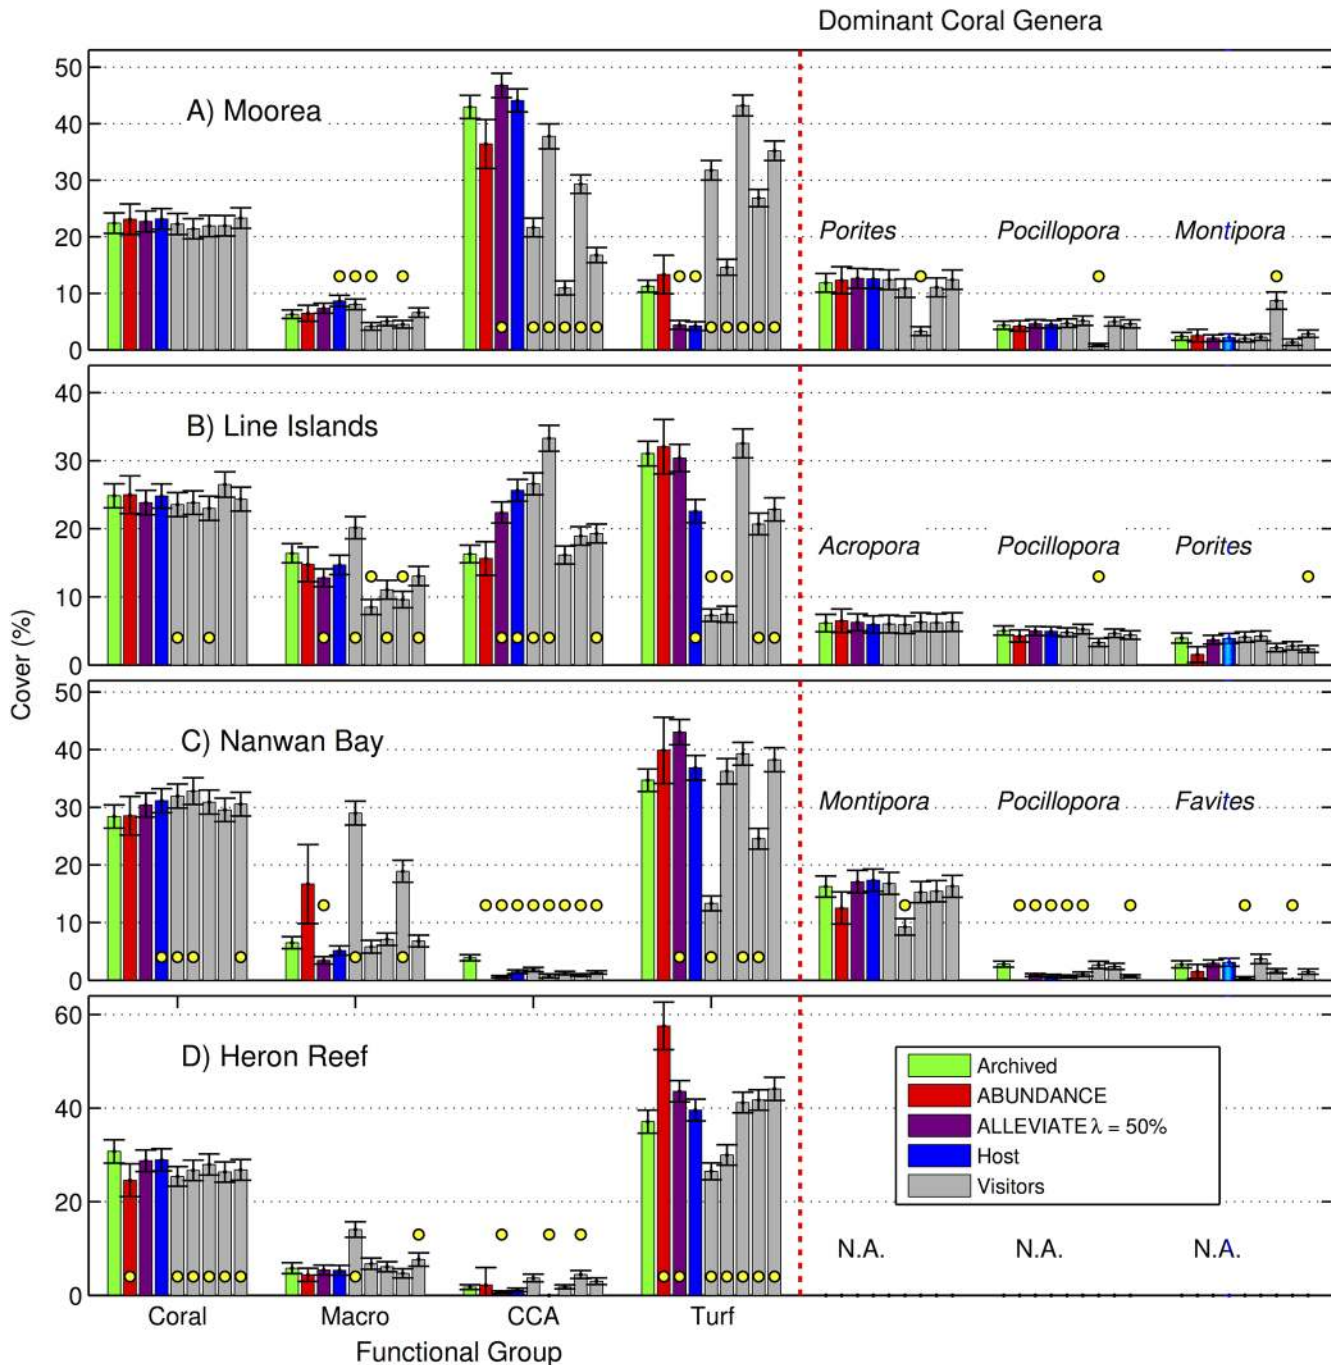 Dominant Coral Genera
50
40
30
20
10
0
A) Moorea
Porites
Pocillopora
Montipora
40
30
20
10
0
B) Line Islands
Acropora
Pocillopora
Porites
Cover (%)
50
40
30
20
10
0
C) Nanwan Bay
Montipora
Pocillopora
Favites
60
40
20
0
D) Heron Reef
Archived
ABUNDANCE
ALLEVIATE λ = 50%
Host
Visitors
N.A.
N.A.
N.A.
Coral
Macro
CCA
Turf
Functional Group